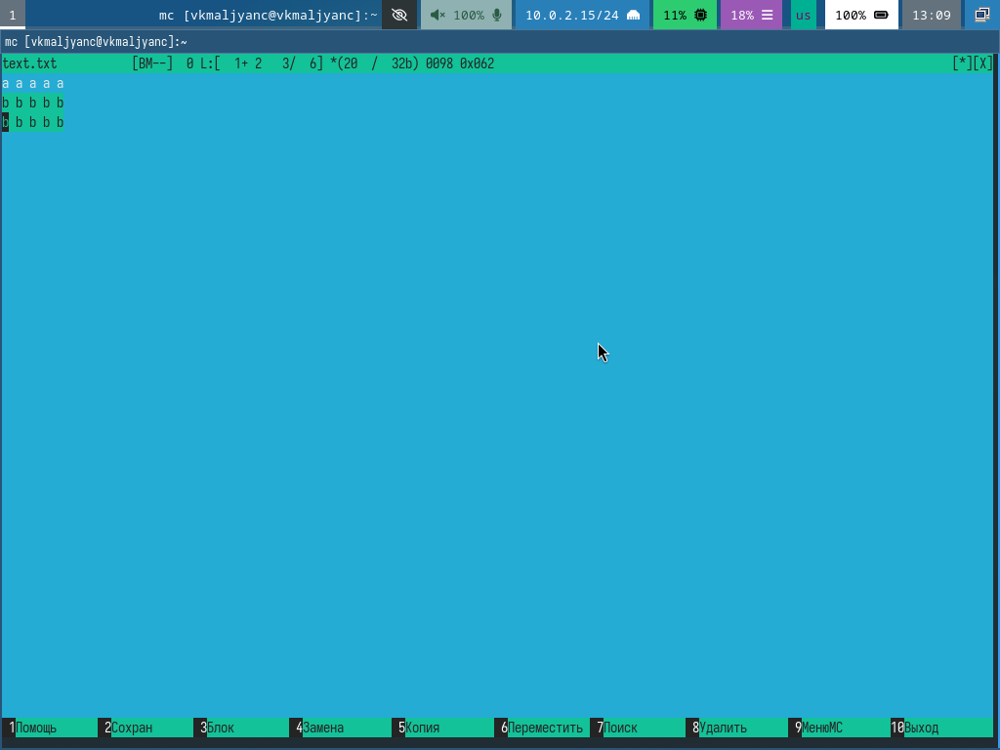 1 mc [vkmaljyanc@vkmaljyanc]:~ 100% 10.0.2.15/24 11% 18% us 100% 13:09
mc [vkmaljyanc@vkmaljyanc]:~
text.txt [BM--] 0 L:[ 1+ 2 3/ 6] *(20 / 32b) 0098 0x062 [*][X]
a a a a a
b b b b b
b b b b b
1Помощь 2Сохран 3Блок 4Замена 5Копия 6Переместить 7Поиск 8Удалить 9МенюMC 10Выход